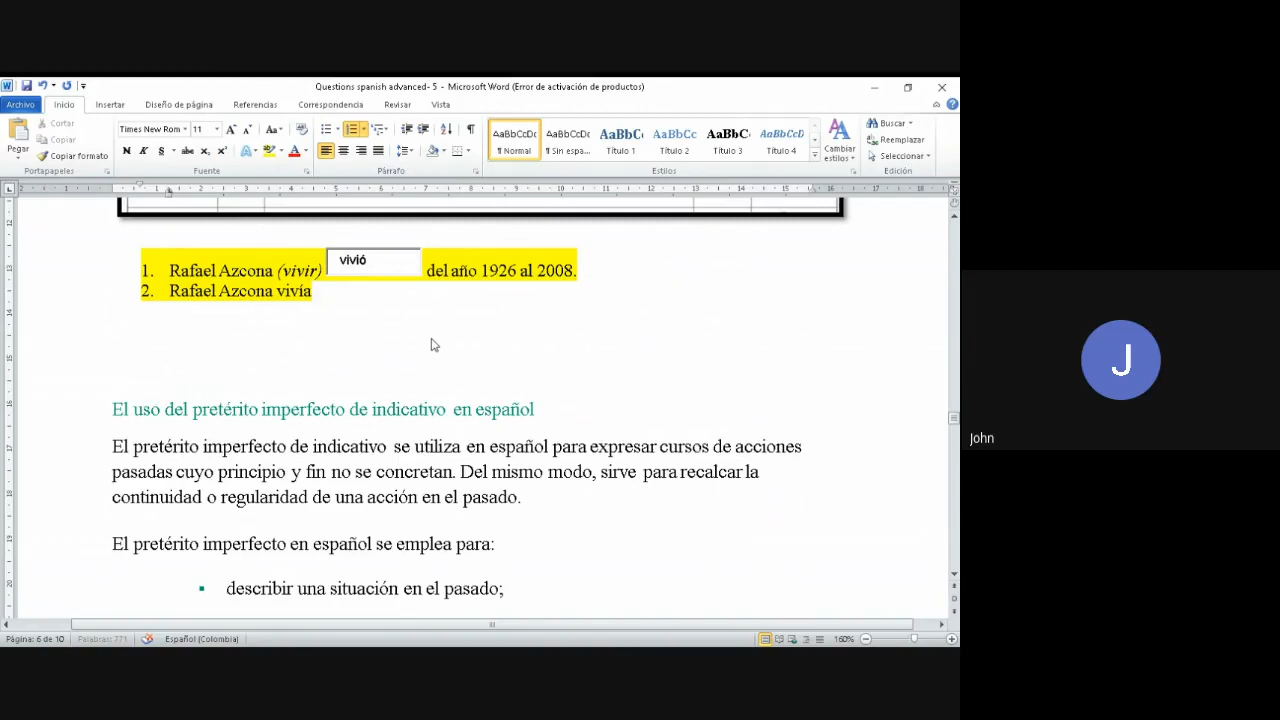 Questions spanish advanced- 5 - Microsoft Word (Error de activación de productos)
Archivo Inicio Insertar Diseño de página Referencias Correspondencia Revisar Vista
Pegar
Cortar
Copiar
Copiar formato
Portapapeles
Times New Rom 11
Fuente
Párrafo
AaBbCcDc AaBbCcDc AaBbC AaBbCc AaBbCc AaBbCcD
¶ Normal ¶ Sin espa... Título 1 Título 2 Título 3 Título 4
Cambiar estilos
Estilos
Buscar
Reemplazar
Seleccionar
Edición
1. Rafael Azcona (vivir) vivió del año 1926 al 2008.
2. Rafael Azcona vivía
El uso del pretérito imperfecto de indicativo en español
El pretérito imperfecto de indicativo se utiliza en español para expresar cursos de acciones
pasadas cuyo principio y fin no se concretan. Del mismo modo, sirve para recalcar la
continuidad o regularidad de una acción en el pasado.
El pretérito imperfecto en español se emplea para:
▪ describir una situación en el pasado;
Página: 6 de 10 Palabras: 771 Español (Colombia) 160%
J
John